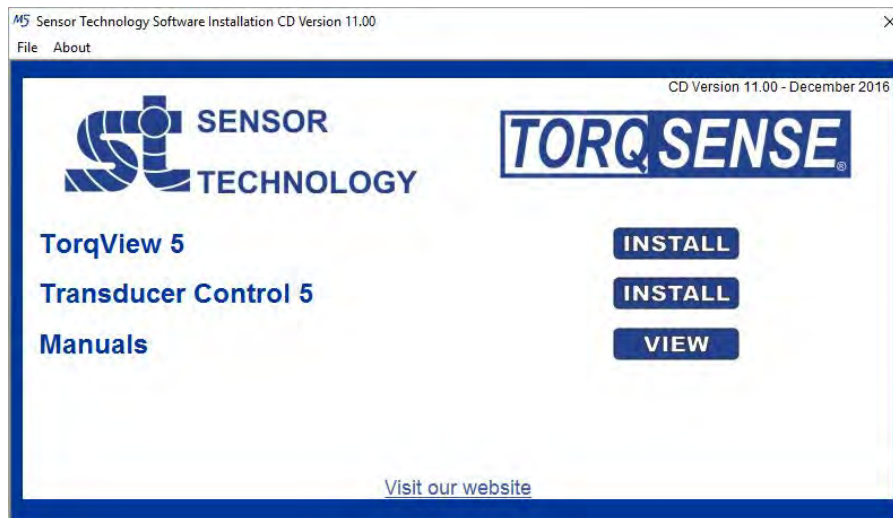 M5 Sensor Technology Software Installation CD Version 11.00
File About
CD Version 11.00 - December 2016
st SENSOR
TECHNOLOGY
TORQSENSE®
TorqView 5 INSTALL
Transducer Control 5 INSTALL
Manuals VIEW
Visit our website